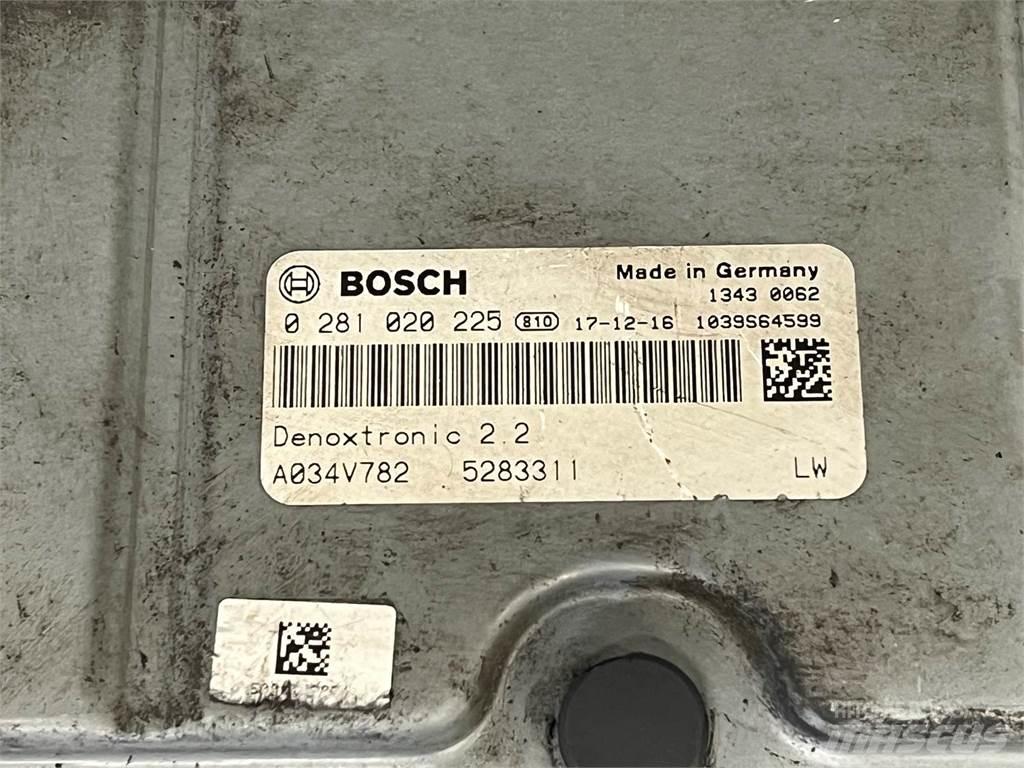 BOSCH
Made in Germany
1343 0062
0 281 020 225 810 17-12-16 1039S64599
Denoxtronic 2.2
A034V782 5283311 LW
MASCUS